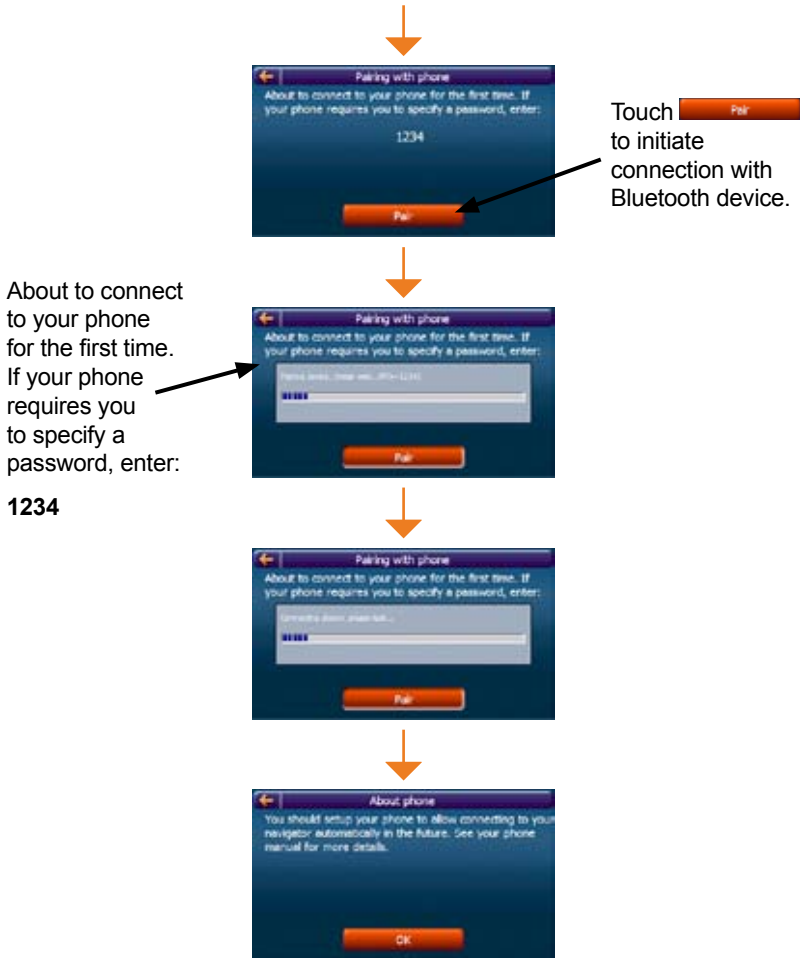 Pairing with phone
About to connect to your phone for the first time. If
your phone requires you to specify a password, enter:
1234
Pair
Touch Pair
to initiate
connection with
Bluetooth device.
About to connect
to your phone
for the first time.
If your phone
requires you
to specify a
password, enter:
1234
Pairing with phone
About to connect to your phone for the first time. If
your phone requires you to specify a password, enter:
Pair
Pairing with phone
About to connect to your phone for the first time. If
your phone requires you to specify a password, enter:
Pair
About phone
You should setup your phone to allow connecting to your
navigator automatically in the future. See your phone
manual for more details.
OK